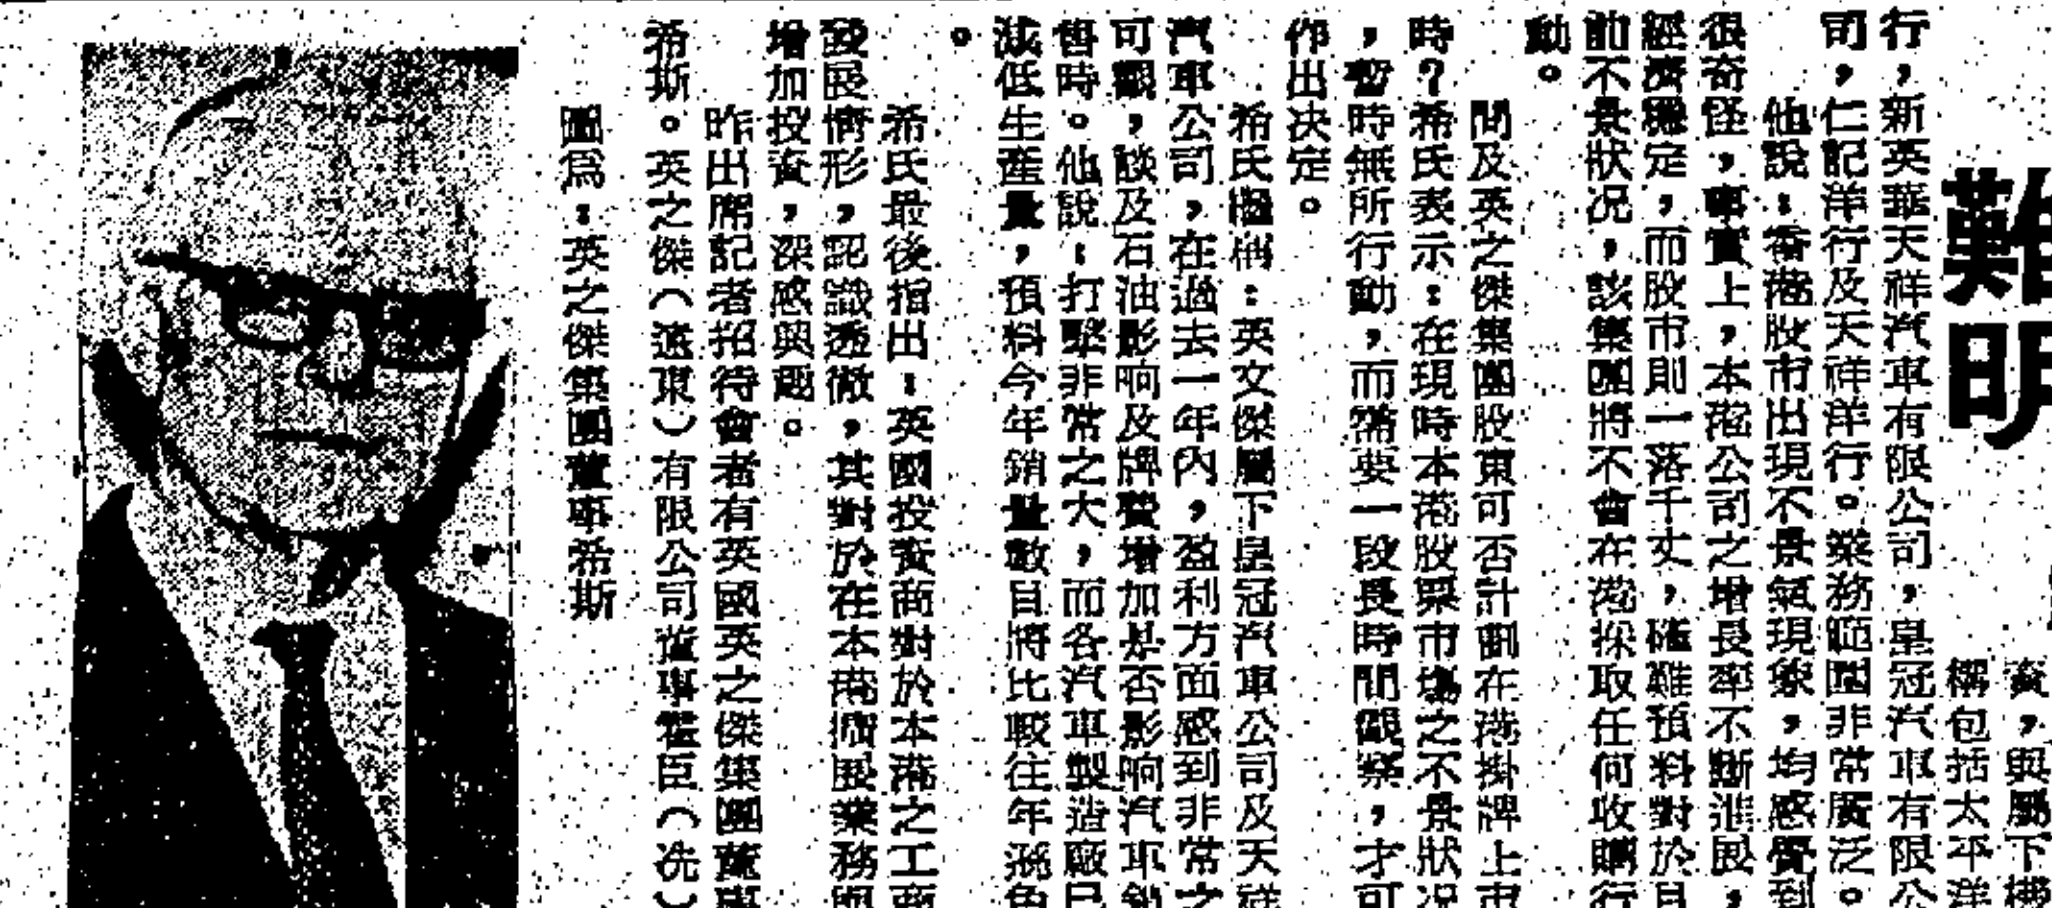 難明
資，與屬下機
構包括太平洋
行，新英華天祥汽車有限公司，皇冠汽車有限公
司，仁記洋行及天祥洋行。業務範圍非常廣泛。
他說：香港股市出現不景氣現象，均感覺到
很奇怪，事實上，本港公司之增長率不斷進展，
經濟穩定，而股市則一落千丈，確難預料對於目
前不景狀况，該集團將不會在港採取任何收購行
動。
問及英之傑集團股東可否計劃在港掛牌上市
時？希氏表示：在現時本港股票市場之不景狀况
，暫時無所行動，而需要一段長時間觀察，才可
作出决定。
希氏繼稱：英文傑屬下皇冠汽車公司及天祥
汽車公司，在過去一年內，盈利方面感到非常之
可觀，談及石油影响及牌費增加是否影响汽車銷
售時。他說：打擊非常之大，而各汽車製造廠已
減低生產量，預料今年銷量數目將比較往年遜色
。
希氏最後指出：英國投資商對於本港之工商
發展情形，認識透徹，其對於在本港擴展業務與
增加投資，深感興趣。
昨出席記者招待會者有英國英之傑集團董事
希斯。英之傑（遠東）有限公司董事霍臣（冼）
圖爲：英之傑集團董事希斯